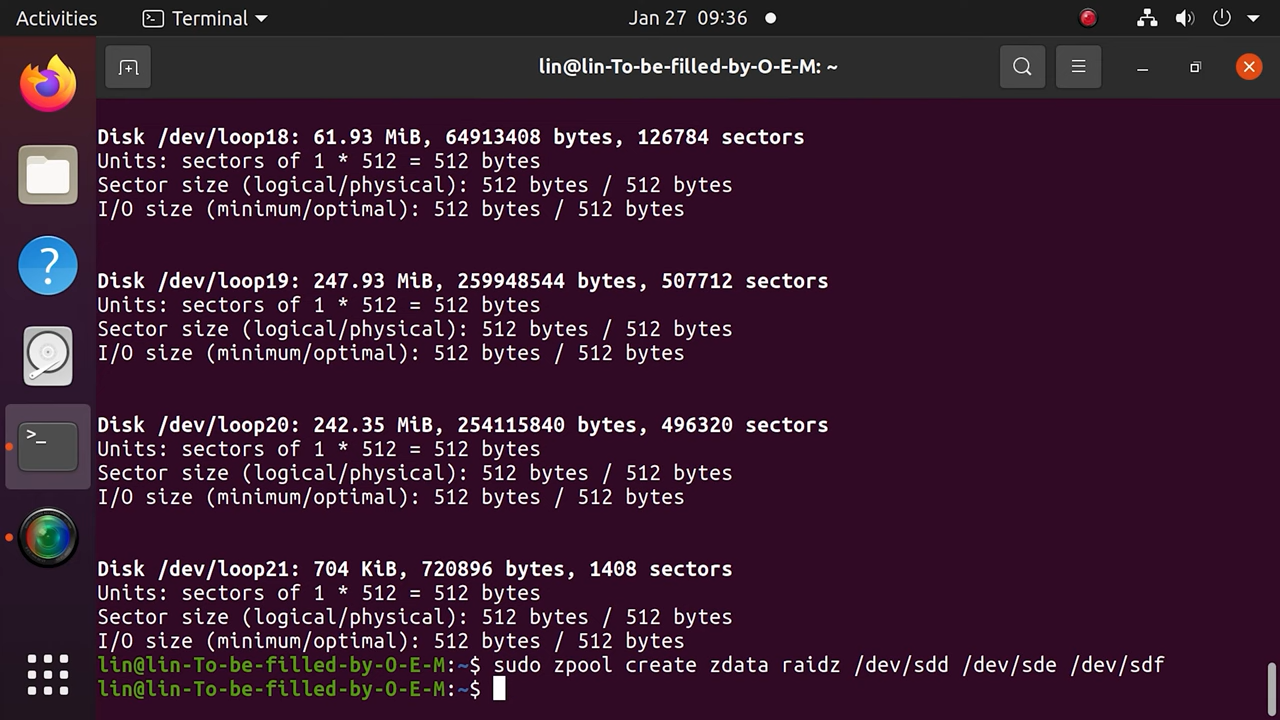 Activities
Terminal
Jan 27 09:36
lin@lin-To-be-filled-by-O-E-M: ~
Disk /dev/loop18: 61.93 MiB, 64913408 bytes, 126784 sectors
Units: sectors of 1 * 512 = 512 bytes
Sector size (logical/physical): 512 bytes / 512 bytes
I/O size (minimum/optimal): 512 bytes / 512 bytes
Disk /dev/loop19: 247.93 MiB, 259948544 bytes, 507712 sectors
Units: sectors of 1 * 512 = 512 bytes
Sector size (logical/physical): 512 bytes / 512 bytes
I/O size (minimum/optimal): 512 bytes / 512 bytes
Disk /dev/loop20: 242.35 MiB, 254115840 bytes, 496320 sectors
Units: sectors of 1 * 512 = 512 bytes
Sector size (logical/physical): 512 bytes / 512 bytes
I/O size (minimum/optimal): 512 bytes / 512 bytes
Disk /dev/loop21: 704 KiB, 720896 bytes, 1408 sectors
Units: sectors of 1 * 512 = 512 bytes
Sector size (logical/physical): 512 bytes / 512 bytes
I/O size (minimum/optimal): 512 bytes / 512 bytes
lin@lin-To-be-filled-by-O-E-M:~$ sudo zpool create zdata raidz /dev/sdd /dev/sde /dev/sdf
lin@lin-To-be-filled-by-O-E-M:~$